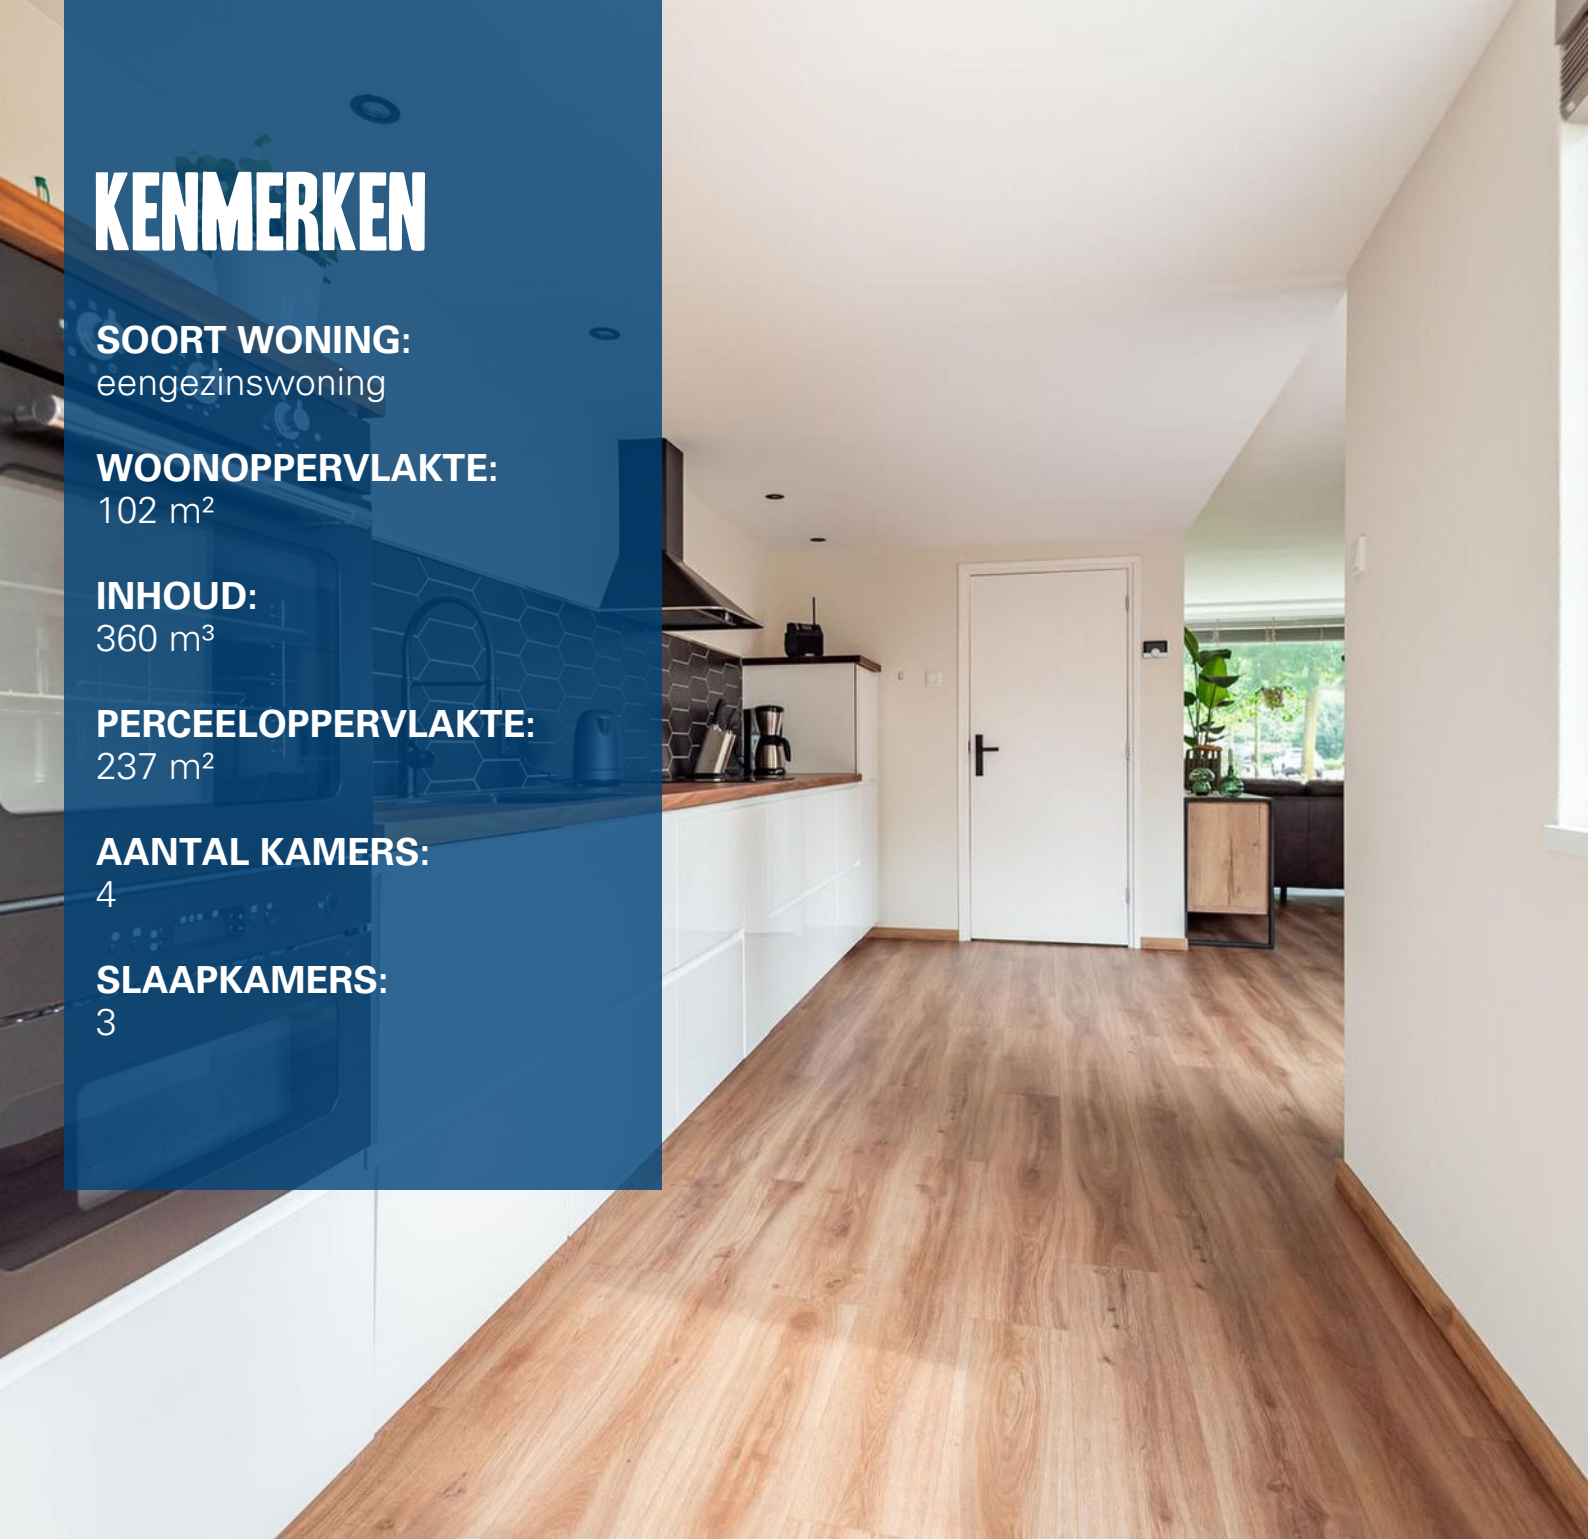 KENMERKEN
SOORT WONING:
eengezinswoning
WOONOPPERVLAKTE:
102 m²
INHOUD:
360 m³
PERCEELOPPERVLAKTE:
237 m²
AANTAL KAMERS:
4
SLAAPKAMERS:
3